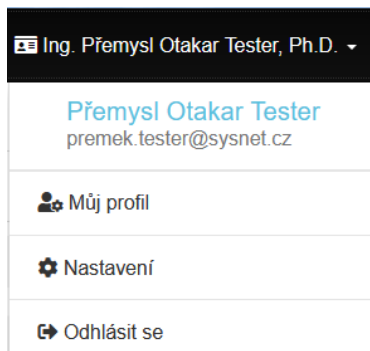 Ing. Přemysl Otakar Tester, Ph.D.
Přemysl Otakar Tester
premek.tester@sysnet.cz
Můj profil
Nastavení
Odhlásit se